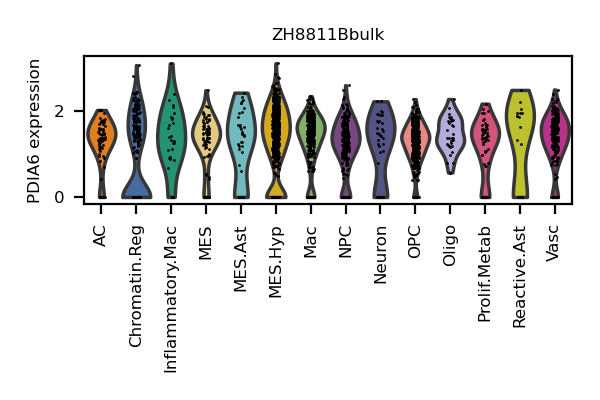 ZH8811Bbulk
PDIA6 expression
2
0
AC
Chromatin.Reg
Inflammatory.Mac
MES
MES.Ast
MES.Hyp
Mac
NPC
Neuron
OPC
Oligo
Prolif.Metab
Reactive.Ast
Vasc